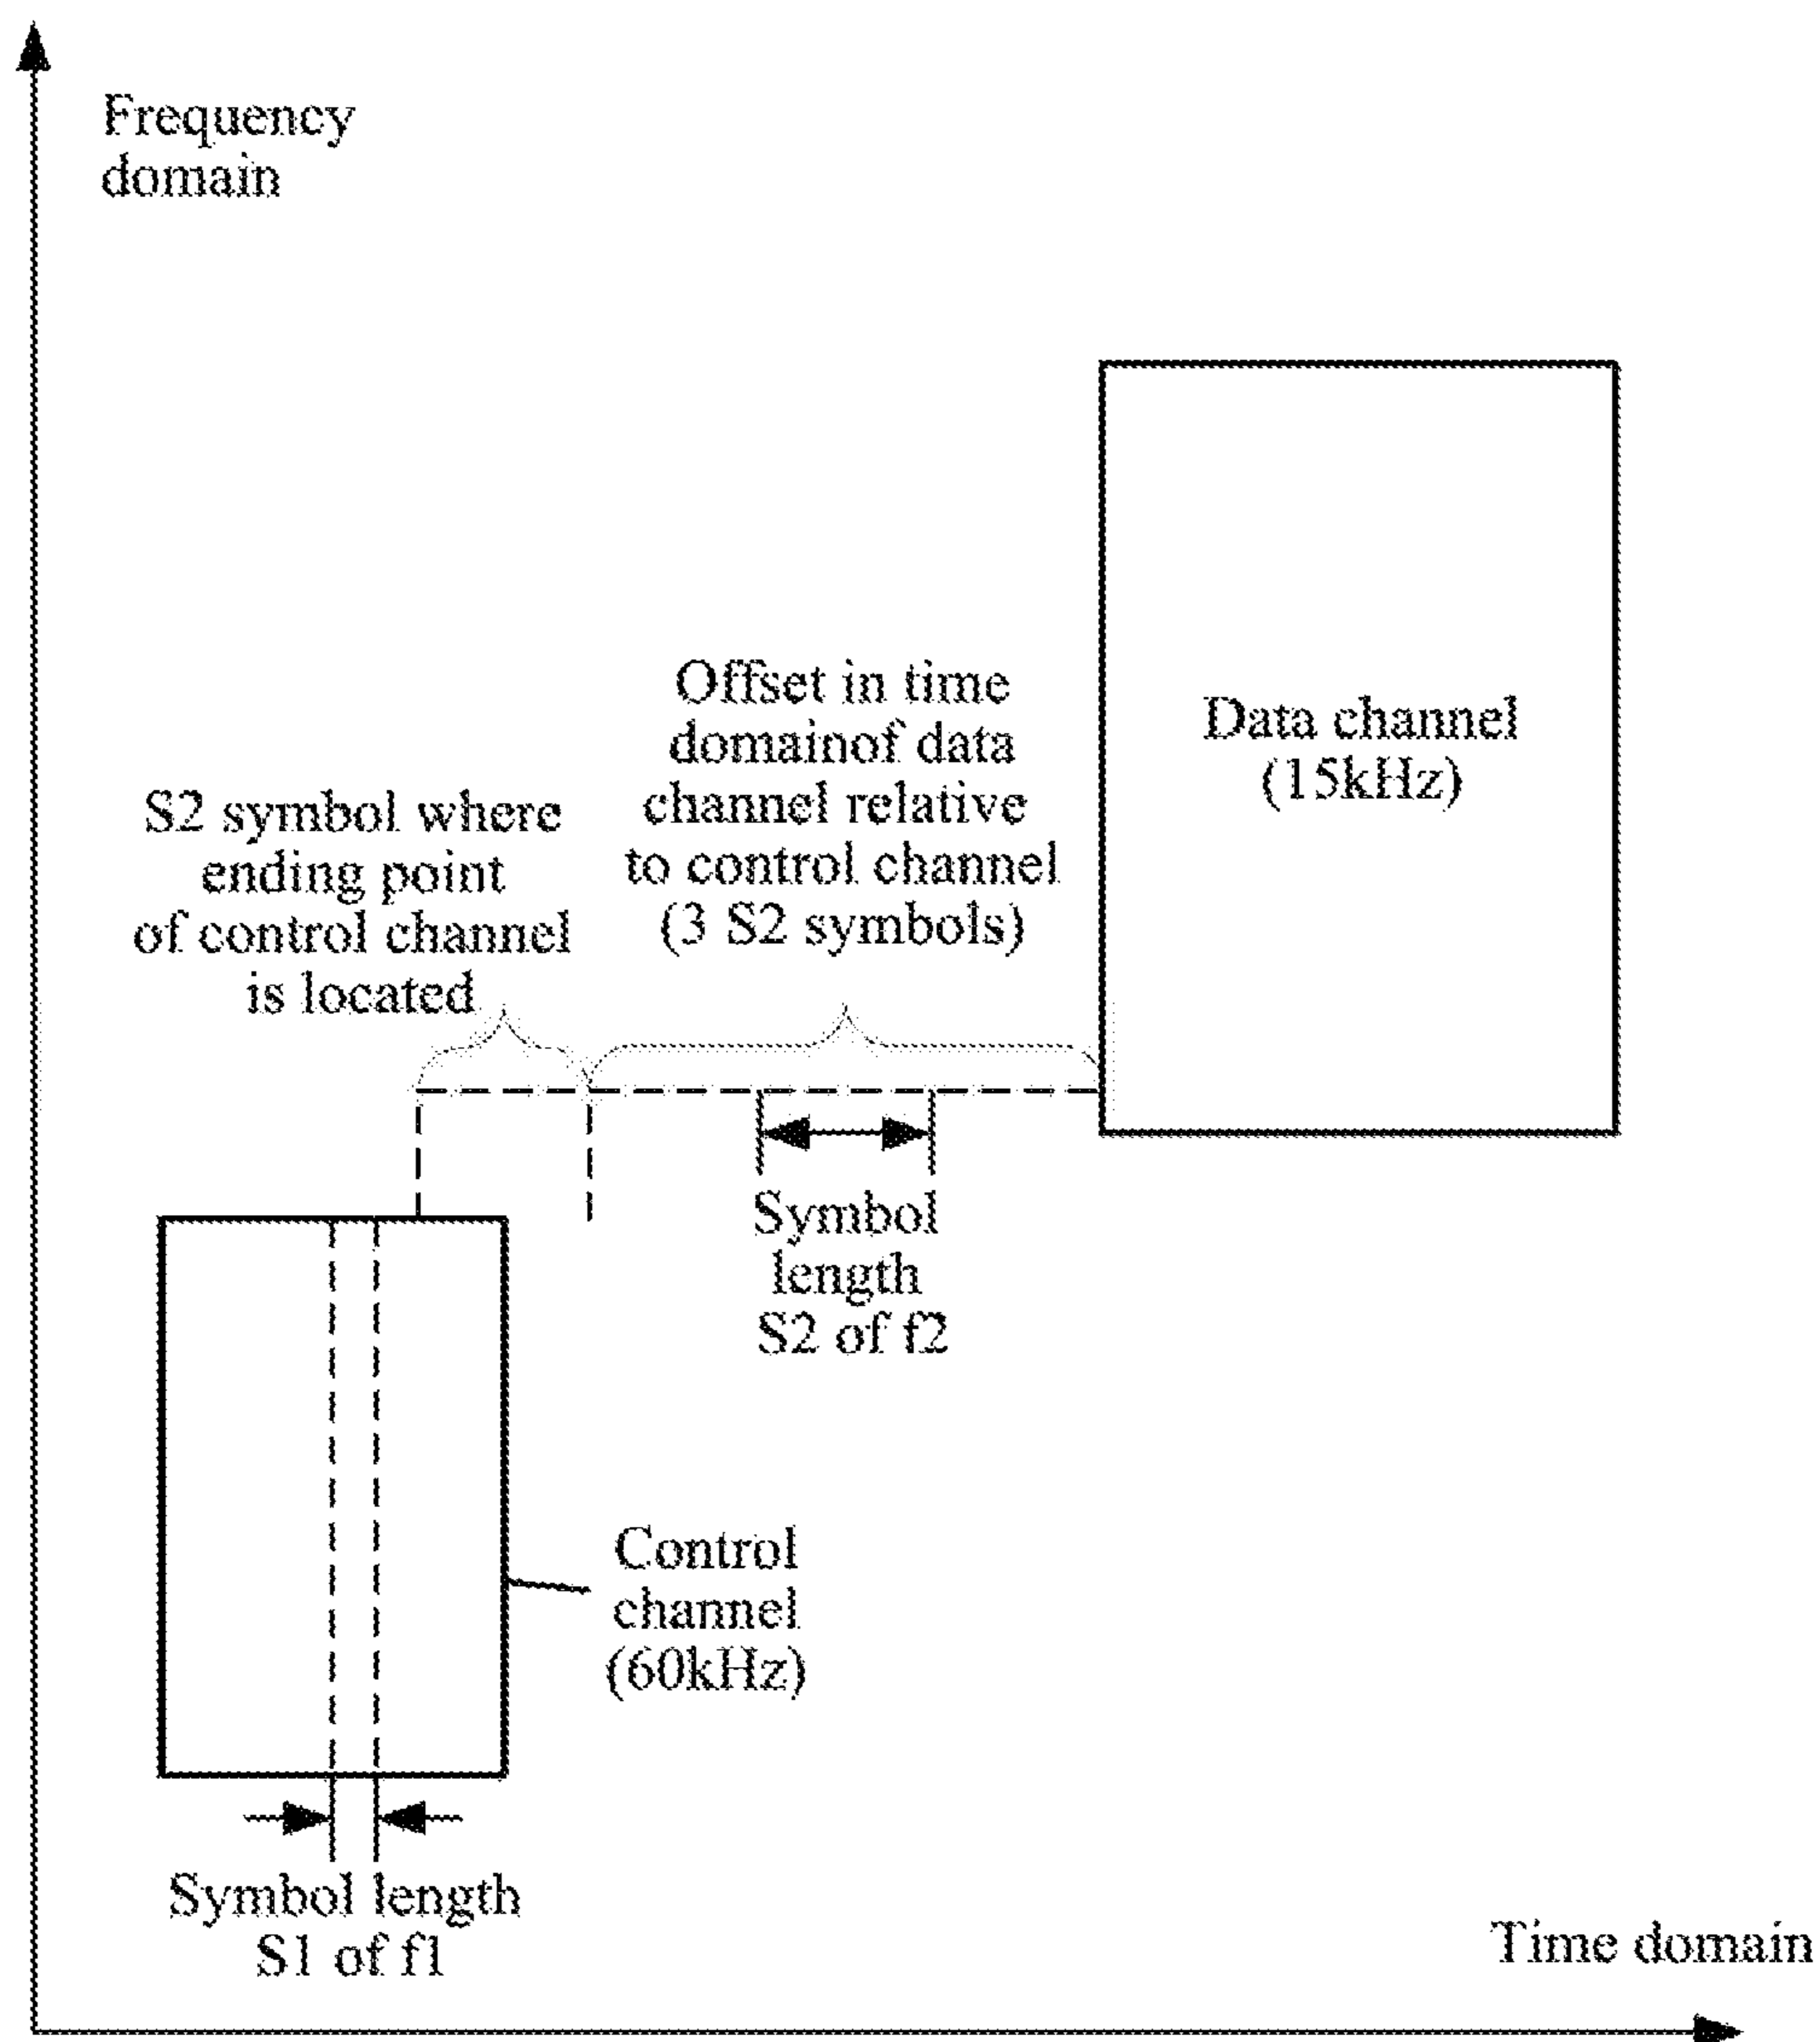 Frequency
domain
Offset in time
domainof data
channel relative
to control channel
(3 S2 symbols)
Data channel
(15kHz)
S2 symbol where
ending point
of control channel
is located
Symbol
length
S2 of f2
Control
channel
(60kHz)
Symbol length
S1 of f1
Time domain